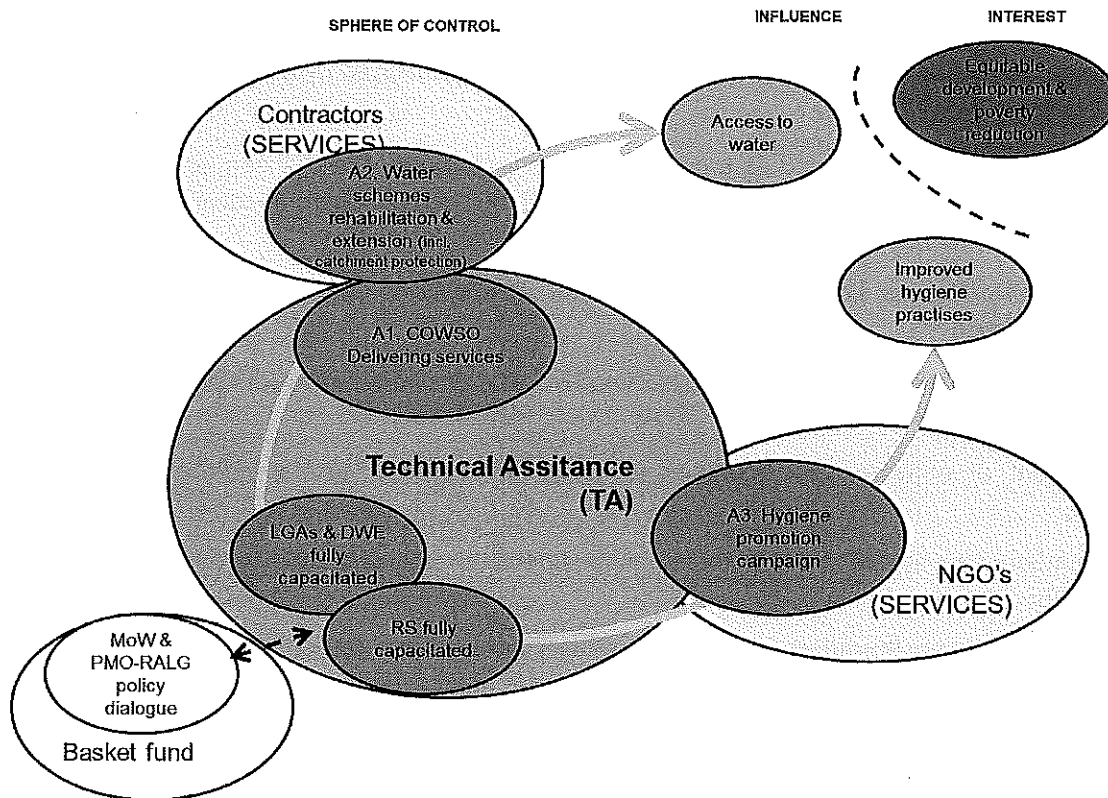 SPHERE OF CONTROL
INFLUENCE
INTEREST
Contractors
(SERVICES)
A2. Water
schemes
rehabilitation &
extension (incl.
catchment protection)
Access to
water
Equitable
development &
poverty
reduction
Improved
hygiene
practises
A1. COWSO
Delivering services
Technical Assitance
(TA)
LGAs & DWE
fully
capacitated
RS fully
capacitated
A3. Hygiene
promotion
campaign
NGO's
(SERVICES)
MoW &
PMO-RALG
policy
dialogue
Basket fund